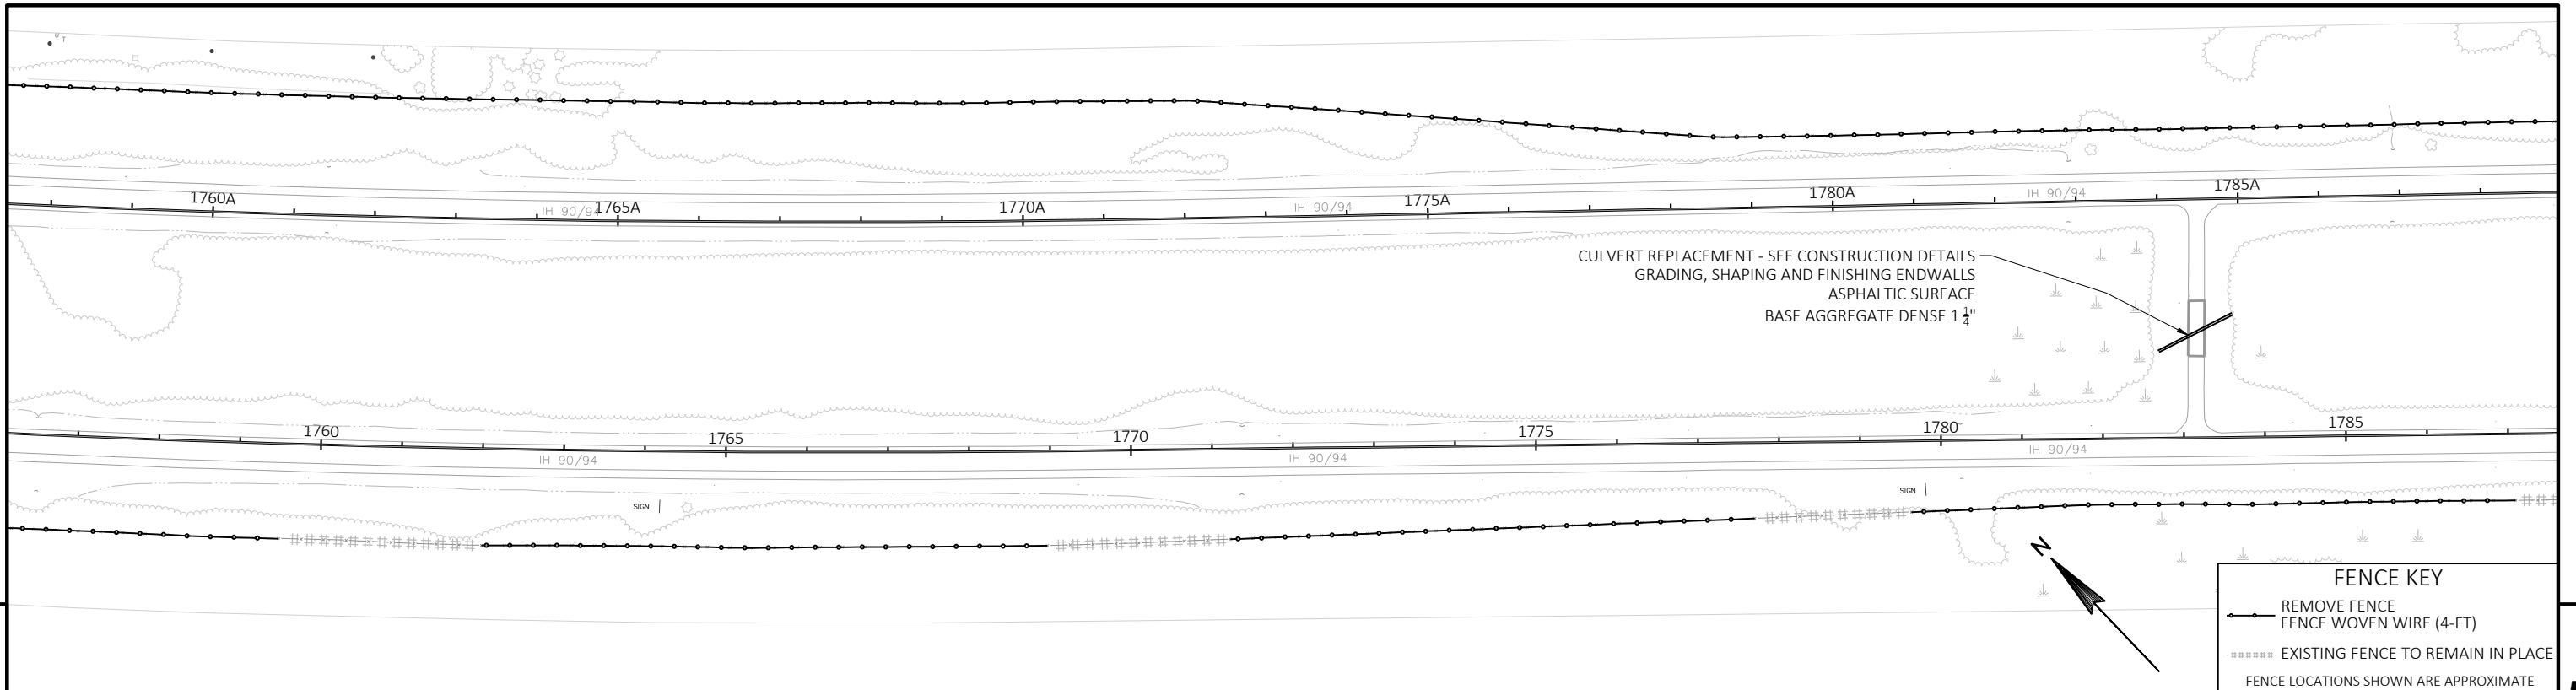 1760A
1765A
1770A
1775A
1780A
1785A
IH 90/94
IH 90/94
IH 90/94
CULVERT REPLACEMENT - SEE CONSTRUCTION DETAILS
GRADING, SHAPING AND FINISHING ENDWALLS
ASPHALTIC SURFACE
BASE AGGREGATE DENSE 1 1/4"
1760
1765
1770
1775
1780
1785
IH 90/94
IH 90/94
IH 90/94
SIGN
SIGN
N
FENCE KEY
REMOVE FENCE
FENCE WOVEN WIRE (4-FT)
EXISTING FENCE TO REMAIN IN PLACE
FENCE LOCATIONS SHOWN ARE APPROXIMATE